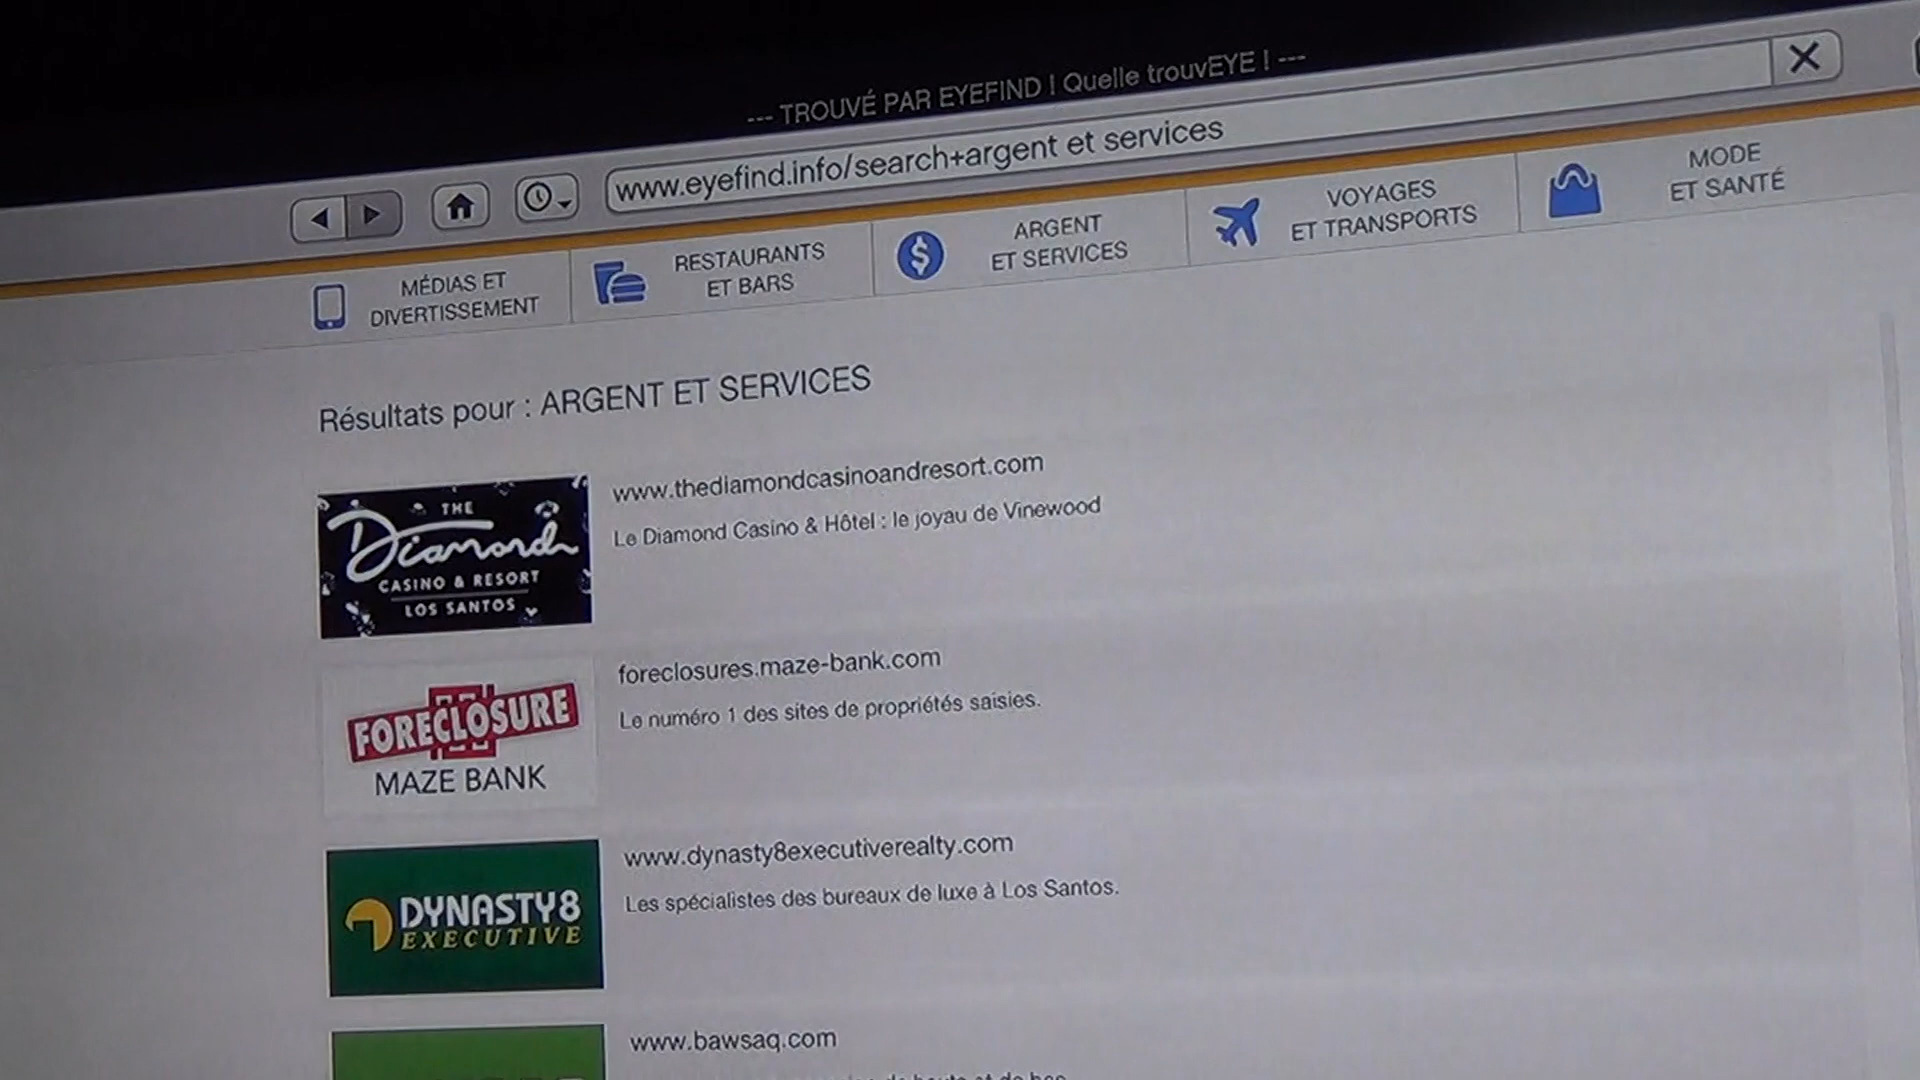 --- TROUVÉ PAR EYEFIND ! Quelle trouvEYE ! ---
www.eyefind.info/search+argent et services
MÉDIAS ET
DIVERTISSEMENT
RESTAURANTS
ET BARS
ARGENT
ET SERVICES
VOYAGES
ET TRANSPORTS
MODE
ET SANTÉ
Résultats pour : ARGENT ET SERVICES
THE
Diamond
CASINO & RESORT
LOS SANTOS
www.thediamondcasinoandresort.com
Le Diamond Casino & Hôtel : le joyau de Vinewood
FORECLOSURE
MAZE BANK
foreclosures.maze-bank.com
Le numéro 1 des sites de propriétés saisies.
DYNASTY8
EXECUTIVE
www.dynasty8executiverealty.com
Les spécialistes des bureaux de luxe à Los Santos.
www.bawsaq.com